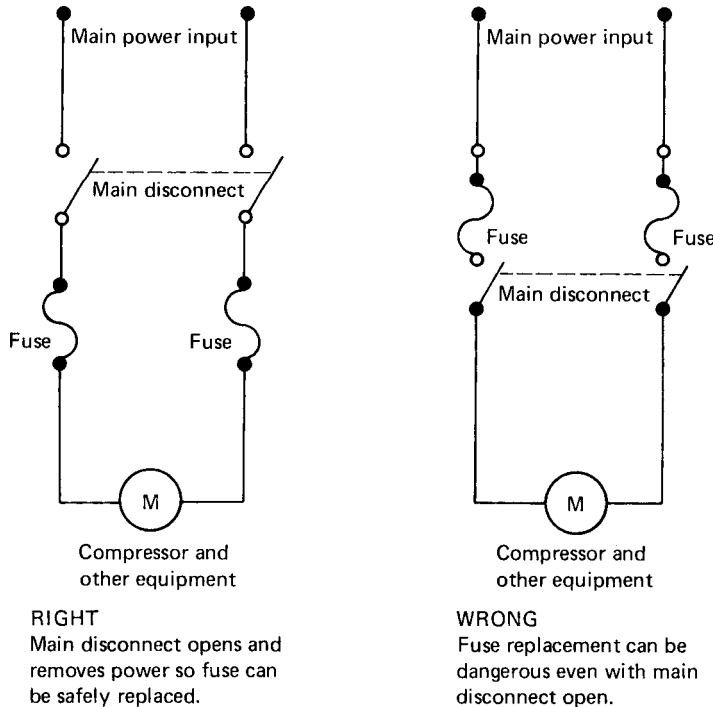 Main power input
Main disconnect
Fuse
Fuse
M
Compressor and
other equipment
RIGHT
Main disconnect opens and
removes power so fuse can
be safely replaced.
Main power input
Fuse
Fuse
Main disconnect
M
Compressor and
other equipment
WRONG
Fuse replacement can be
dangerous even with main
disconnect open.